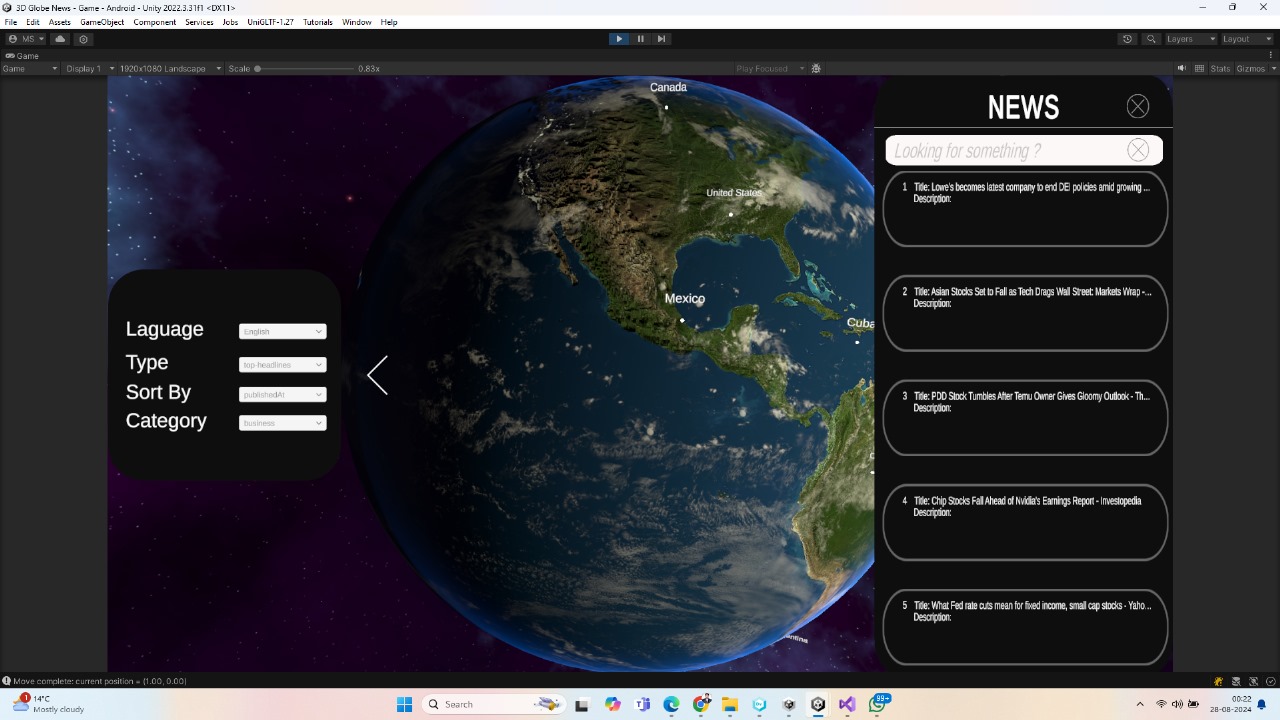 3D Globe News - Game - Android - Unity 2022.3.31f1 <DX11>
File Edit Assets GameObject Component Services UniGLTF-1.27 Tutorials Jobs Window Help
MS Layers Layout
Game
Game Display 1 1920x1080 Landscape Scale 0.83x Play Focused Stats Gizmos
Canada
United States
Mexico
Cuba
NEWS
Looking for something ?
1 Title: Lowe's becomes latest company to end DEI policies amid growing ...
Description:
2 Title: Asian Stocks Set to Fall as Tech Drags Wall Street: Markets Wrap -...
Description:
3 Title: PDD Stock Tumbles After Temu Owner Gives Gloomy Outlook - Th...
Description:
4 Title: Chip Stocks Fall Ahead of Nvidia's Earnings Report - Investopedia
Description:
5 Title: What Fed rate cuts mean for fixed income, small cap stocks - Yaho...
Description:
Laguage English
Type top-headlines
Sort By publishedAt
Category business
Move complete: current position = (1.00, 0.00)
1
14°C
Mostly cloudy
Search
99+
00:22
28-08-2024